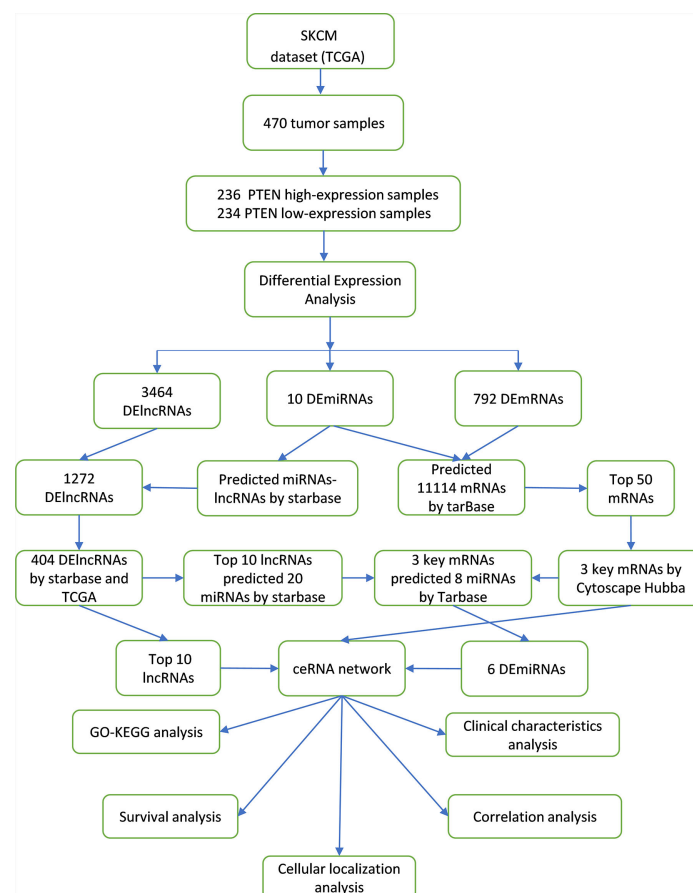 SKCM
dataset (TCGA)
470 tumor samples
236 PTEN high-expression samples
234 PTEN low-expression samples
Differential Expression
Analysis
3464
DElncRNAs
10 DEmiRNAs
792 DEmRNAs
1272
DElncRNAs
Predicted miRNAs-
lncRNAs by starbase
Predicted
11114 mRNAs
by tarBase
Top 50
mRNAs
404 DElncRNAs
by starbase and
TCGA
Top 10 lncRNAs
predicted 20
miRNAs by starbase
3 key mRNAs
predicted 8 miRNAs
by Tarbase
3 key mRNAs by
Cytoscape Hubba
Top 10
lncRNAs
ceRNA network
6 DEmiRNAs
GO-KEGG analysis
Clinical characteristics
analysis
Survival analysis
Correlation analysis
Cellular localization
analysis